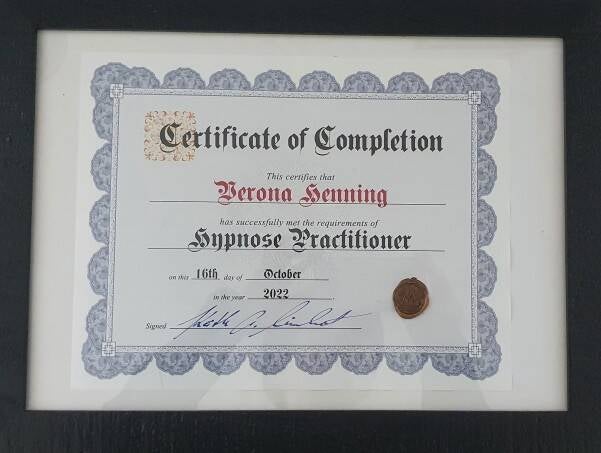 Certificate of Completion
This certifies that
Verona Henning
has successfully met the requirements of
Hypnose Practitioner
on this 16th day of October
in the year 2022
Signed